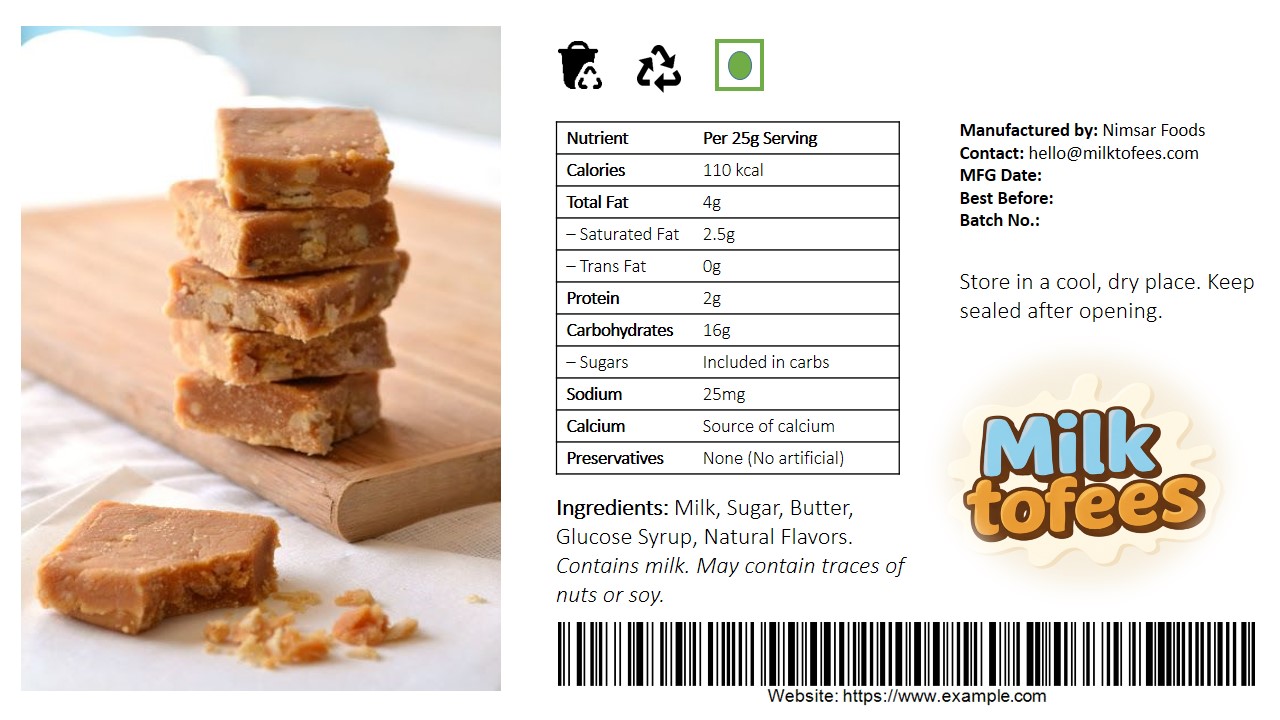 Nutrient Per 25g Serving
Calories 110 kcal
Total Fat 4g
– Saturated Fat 2.5g
– Trans Fat 0g
Protein 2g
Carbohydrates 16g
– Sugars Included in carbs
Sodium 25mg
Calcium Source of calcium
Preservatives None (No artificial)
Ingredients: Milk, Sugar, Butter,
Glucose Syrup, Natural Flavors.
Contains milk. May contain traces of
nuts or soy.
Manufactured by: Nimsar Foods
Contact: hello@milktofees.com
MFG Date:
Best Before:
Batch No.:
Store in a cool, dry place. Keep
sealed after opening.
Milk
tofees
Website: https://www.example.com